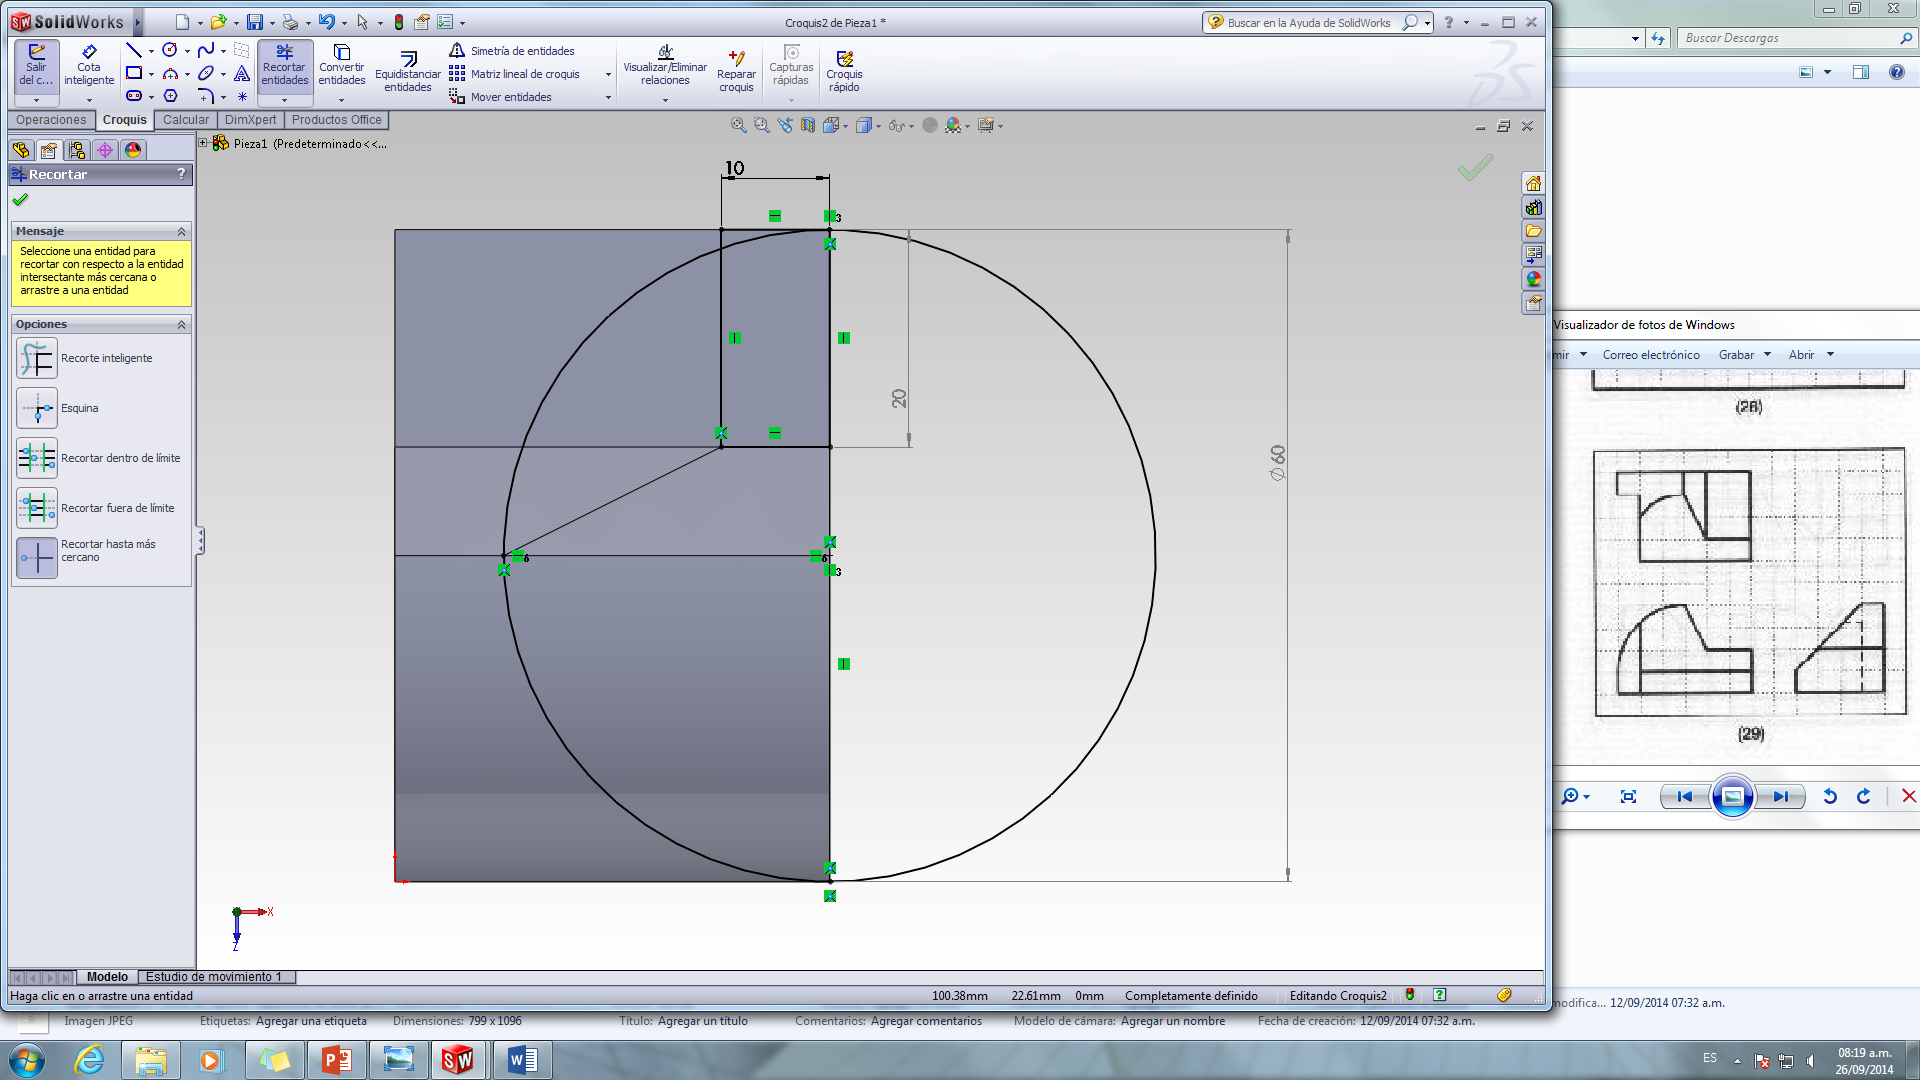 SolidWorks
Croquis2 de Pieza1 *
Buscar en la Ayuda de SolidWorks
Buscar Descargas
Salir del c...
Cota inteligente
Recortar entidades
Convertir entidades
Equidistanciar entidades
Simetría de entidades
Matriz lineal de croquis
Mover entidades
Visualizar/Eliminar relaciones
Reparar croquis
Capturas rápidas
Croquis rápido
Operaciones
Croquis
Calcular
DimXpert
Productos Office
Pieza1 (Predeterminado<<...
Recortar
?
Mensaje
Seleccione una entidad para
recortar con respecto a la entidad
intersectante más cercana o
arrastre a una entidad
Opciones
Recorte inteligente
Esquina
Recortar dentro de límite
Recortar fuera de límite
Recortar hasta más
cercano
10
3
20
Ø 60
6
6
3
X
Z
Visualizador de fotos de Windows
mir
Correo electrónico
Grabar
Abrir
(28)
(29)
Modelo
Estudio de movimiento 1
Haga clic en o arrastre una entidad
100.38mm
22.61mm
0mm
Completamente definido
Editando Croquis2
modifica... 12/09/2014 07:32 a.m.
Imagen JPEG
Etiquetas: Agregar una etiqueta
Dimensiones: 799 x 1096
Título: Agregar un título
Comentarios: Agregar comentarios
Modelo de cámara: Agregar un nombre
Fecha de creación: 12/09/2014 07:32 a.m.
ES
08:19 a.m.
26/09/2014